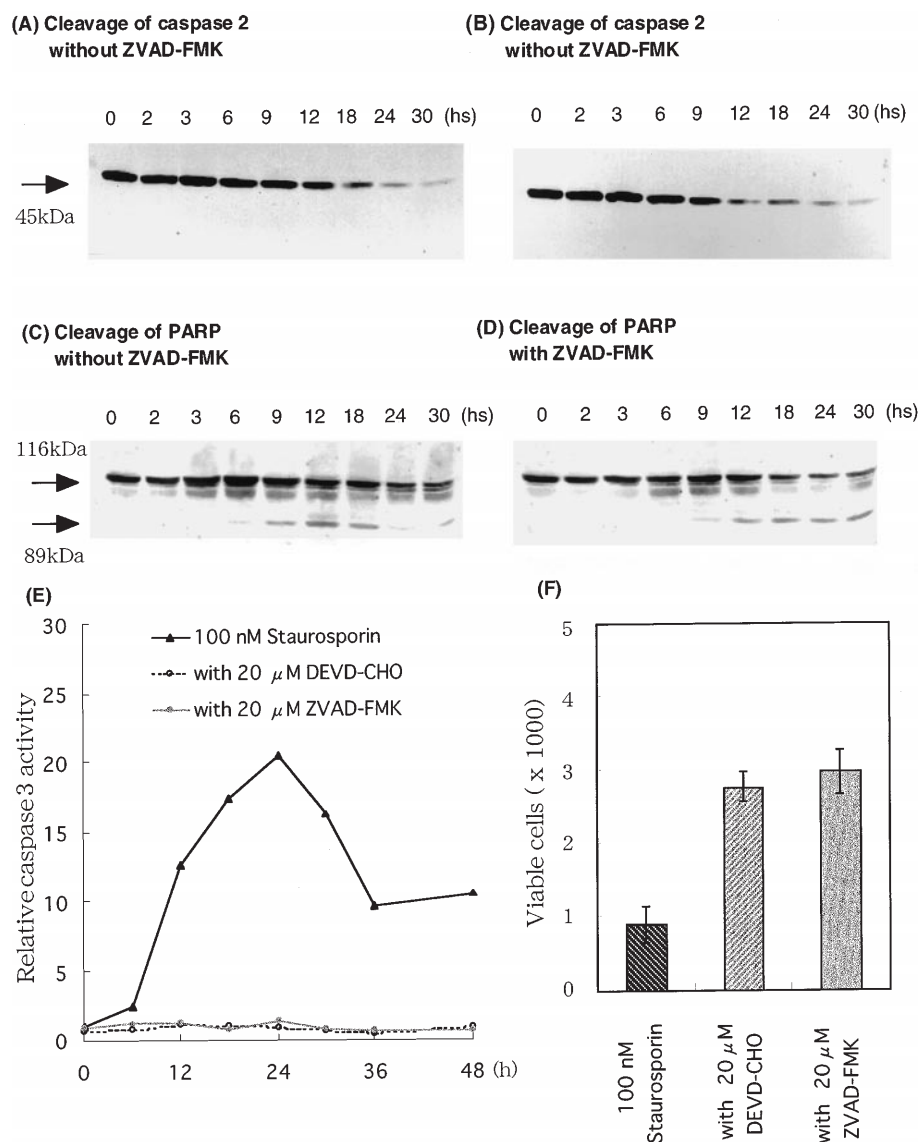 (A) Cleavage of caspase 2
without ZVAD-FMK
0 2 3 6 9 12 18 24 30 (hs)
45kDa
(B) Cleavage of caspase 2
without ZVAD-FMK
0 2 3 6 9 12 18 24 30 (hs)
(C) Cleavage of PARP
without ZVAD-FMK
0 2 3 6 9 12 18 24 30 (hs)
116kDa
89kDa
(D) Cleavage of PARP
with ZVAD-FMK
0 2 3 6 9 12 18 24 30 (hs)
(E)
Relative caspase3 activity
30
25
20
15
10
5
0
100 nM Staurosporin
with 20 μM DEVD-CHO
with 20 μM ZVAD-FMK
0 12 24 36 48 (h)
(F)
Viable cells ( x 1000)
5
4
3
2
1
0
100 nM
Staurosporin
with 20 μM
DEVD-CHO
with 20 μM
ZVAD-FMK